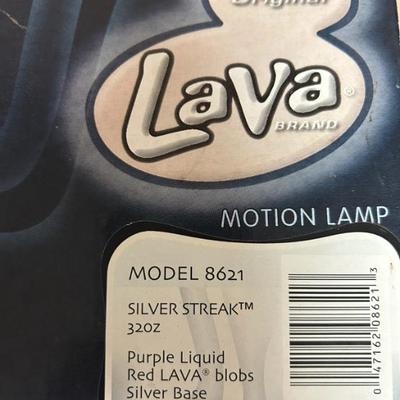 Original
Lava®
BRAND
MOTION LAMP
MODEL 8621
SILVER STREAK™
32oz
Purple Liquid
Red LAVA® blobs
Silver Base
0 47162 08621 3